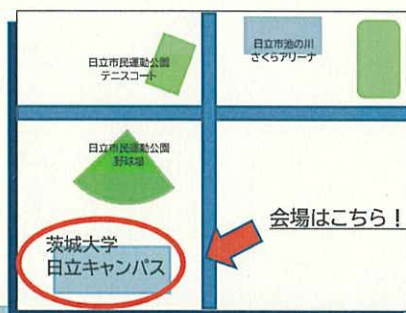 日立市民運動公園
テニスコート
日立市池の川
さくらアリーナ
日立市民運動公園
野球場
会場はこちら！
茨城大学
日立キャンパス